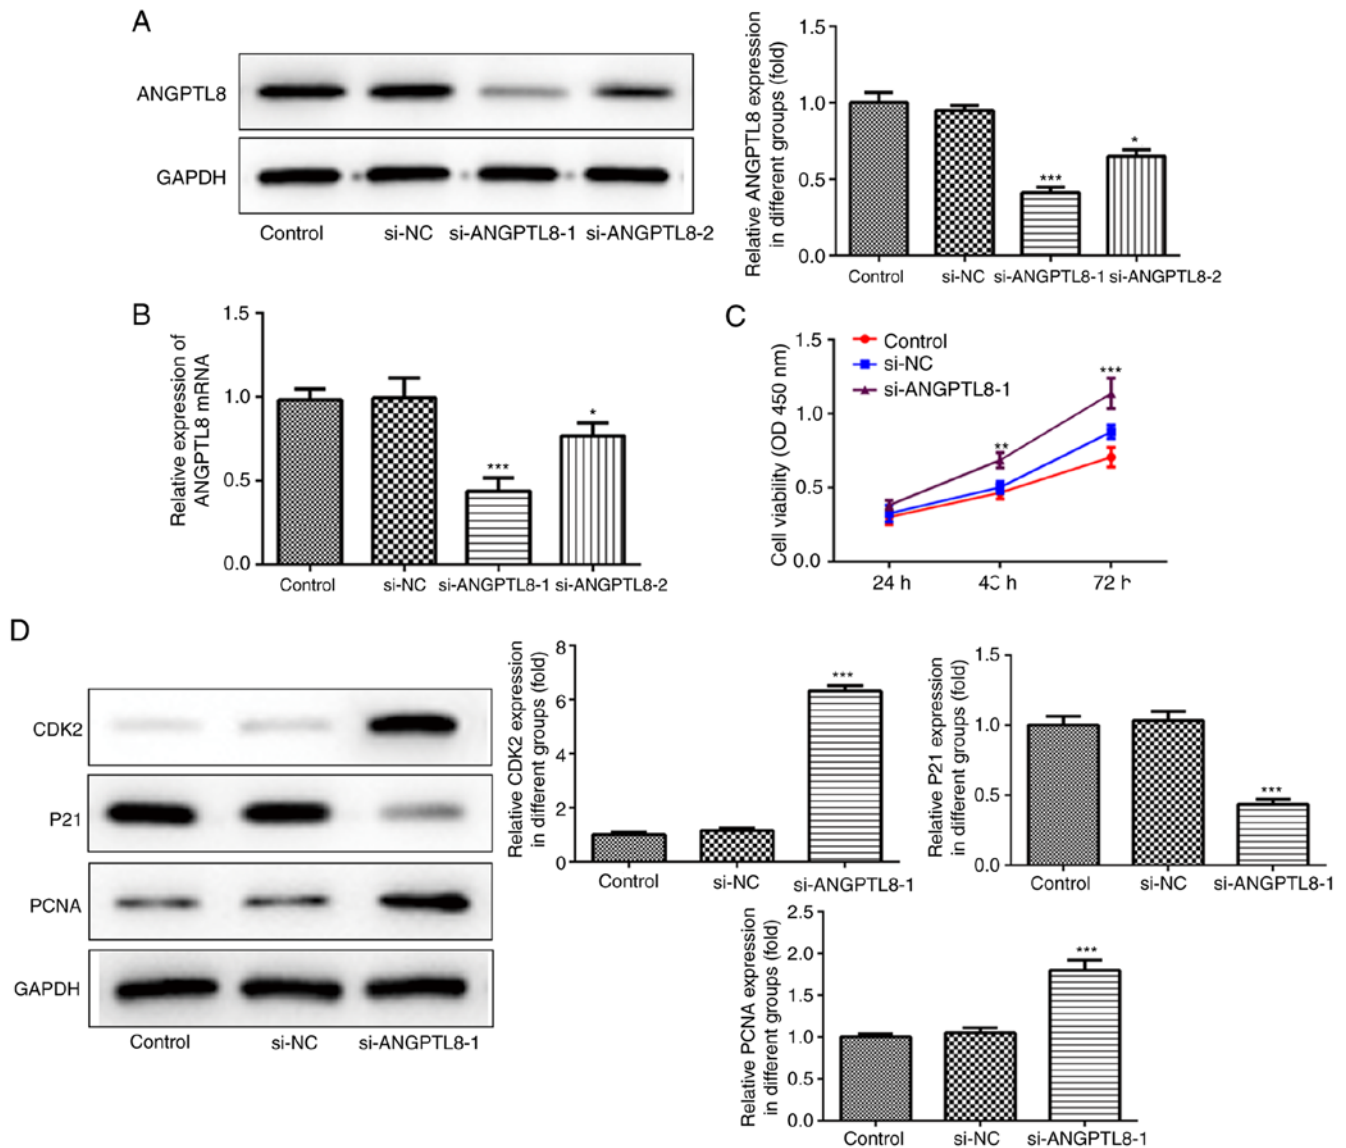 A
ANGPTL8
GAPDH
Control si-NC si-ANGPTL8-1 si-ANGPTL8-2
Relative ANGPTL8 expression
in different groups (fold)
1.5
1.0
0.5
0.0
***
*
Control si-NC si-ANGPTL8-1 si-ANGPTL8-2
B
Relative expression of
ANGPTL8 mRNA
1.5
1.0
0.5
0.0
***
*
Control si-NC si-ANGPTL8-1 si-ANGPTL8-2
C
Cell viability (OD 450 nm)
1.5
1.0
0.5
0.0
Control
si-NC
si-ANGPTL8-1
**
***
24 h h 72
D
CDK2
P21
PCNA
GAPDH
Control si-NC si-ANGPTL8-1
Relative CDK2 expression
in different groups (fold)
8
6
4
2
0
***
Control si-NC si-ANGPTL8-1
Relative P21 expression
in different groups (fold)
1.5
1.0
0.5
0.0
***
Control si-NC si-ANGPTL8-1
Relative PCNA expression
in different groups (fold)
2.5
2.0
1.5
1.0
0.5
0.0
***
Control si-NC si-ANGPTL8-1